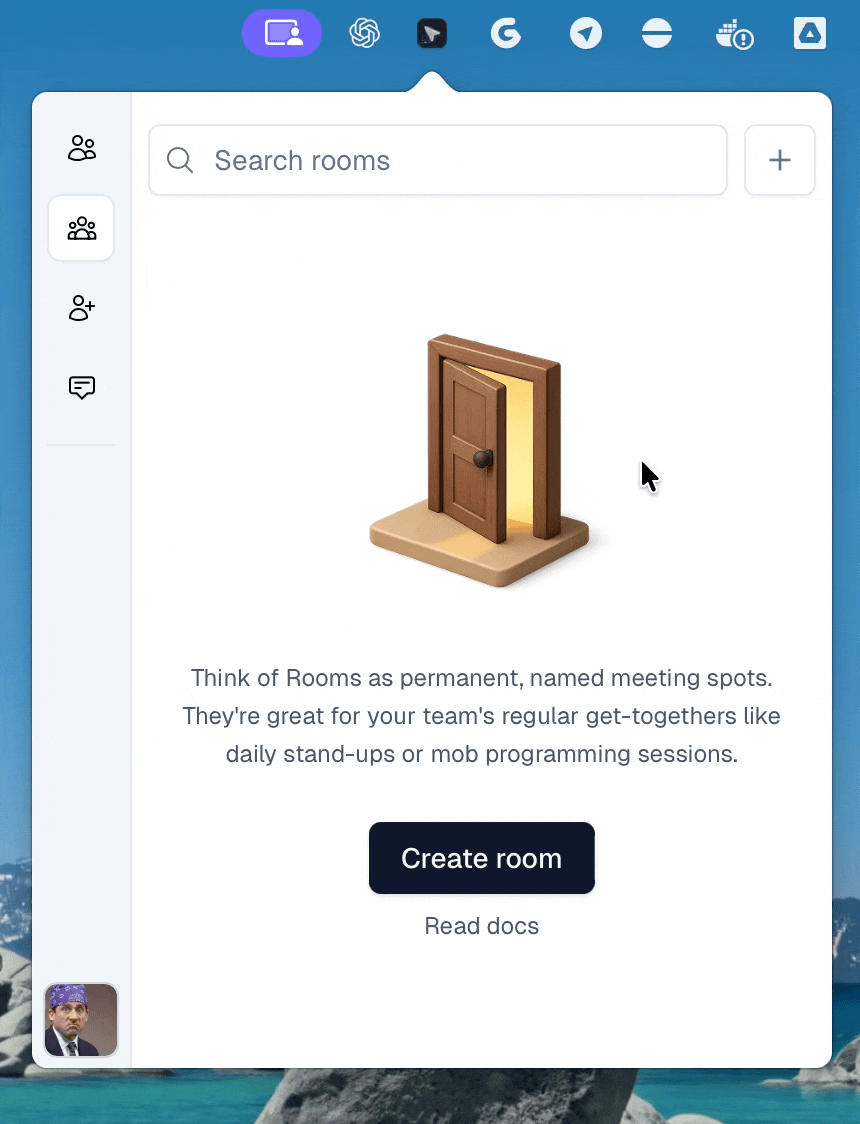 Search rooms
Think of Rooms as permanent, named meeting spots.
They're great for your team's regular get-togethers like
daily stand-ups or mob programming sessions.
Create room
Read docs